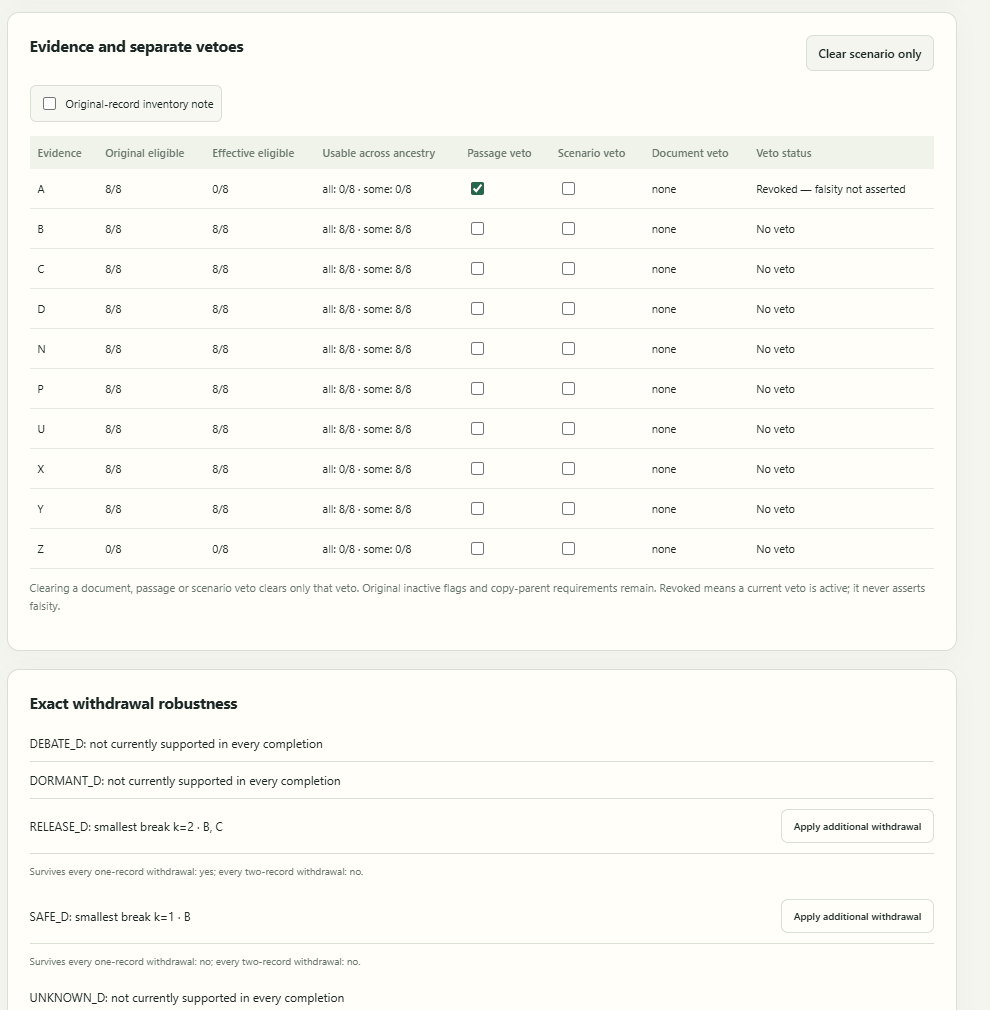 Evidence and separate vetoes
Clear scenario only
Original-record inventory note
Evidence Original eligible Effective eligible Usable across ancestry Passage veto Scenario veto Document veto Veto status
A 8/8 0/8 all: 0/8 · some: 0/8 none Revoked — falsity not asserted
B 8/8 8/8 all: 8/8 · some: 8/8 none No veto
C 8/8 8/8 all: 8/8 · some: 8/8 none No veto
D 8/8 8/8 all: 8/8 · some: 8/8 none No veto
N 8/8 8/8 all: 8/8 · some: 8/8 none No veto
P 8/8 8/8 all: 8/8 · some: 8/8 none No veto
U 8/8 8/8 all: 8/8 · some: 8/8 none No veto
X 8/8 8/8 all: 0/8 · some: 8/8 none No veto
Y 8/8 8/8 all: 8/8 · some: 8/8 none No veto
Z 0/8 0/8 all: 0/8 · some: 0/8 none No veto
Clearing a document, passage or scenario veto clears only that veto. Original inactive flags and copy-parent requirements remain. Revoked means a current veto is active; it never asserts
falsity.
Exact withdrawal robustness
DEBATE_D: not currently supported in every completion
DORMANT_D: not currently supported in every completion
RELEASE_D: smallest break k=2 · B, C
Apply additional withdrawal
Survives every one-record withdrawal: yes; every two-record withdrawal: no.
SAFE_D: smallest break k=1 · B
Apply additional withdrawal
Survives every one-record withdrawal: no; every two-record withdrawal: no.
UNKNOWN_D: not currently supported in every completion